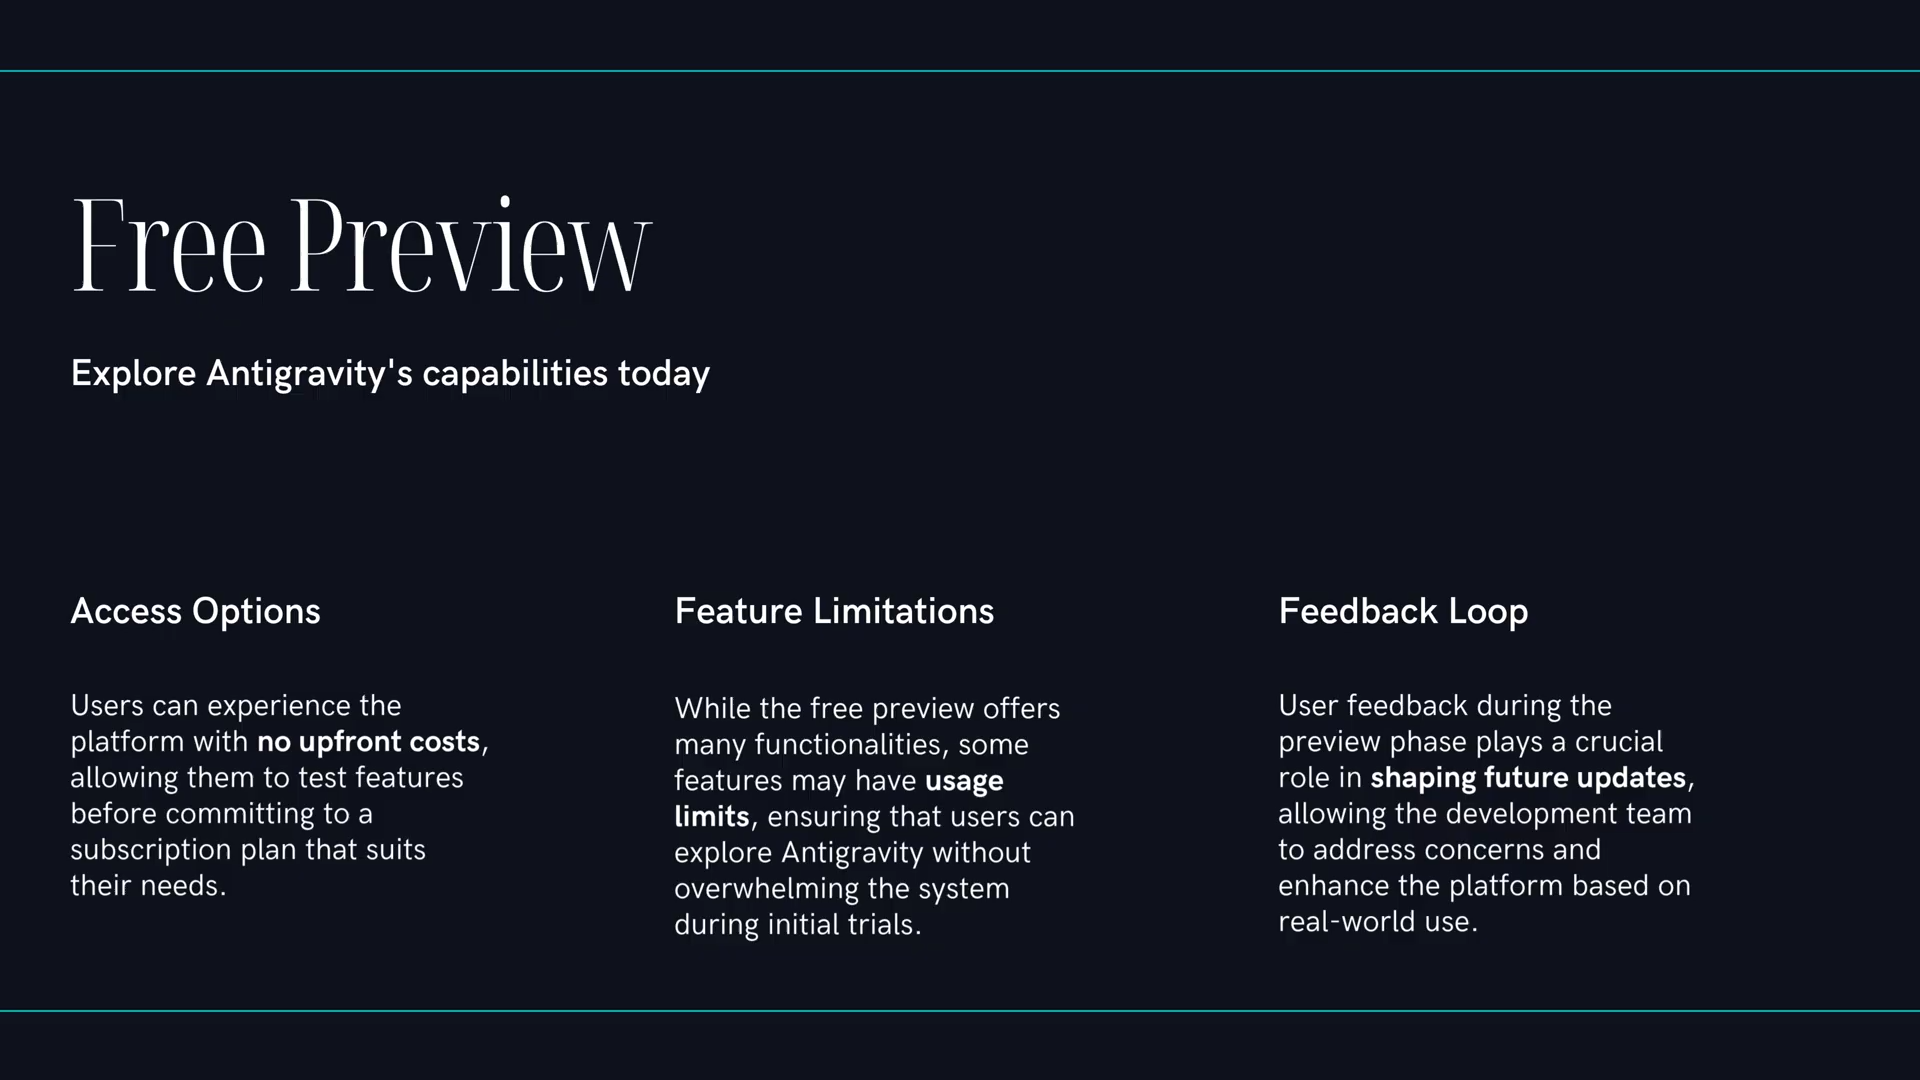 Free Preview
Explore Antigravity's capabilities today
Access Options
Users can experience the
platform with no upfront costs,
allowing them to test features
before committing to a
subscription plan that suits
their needs.
Feature Limitations
While the free preview offers
many functionalities, some
features may have usage
limits, ensuring that users can
explore Antigravity without
overwhelming the system
during initial trials.
Feedback Loop
User feedback during the
preview phase plays a crucial
role in shaping future updates,
allowing the development team
to address concerns and
enhance the platform based on
real-world use.